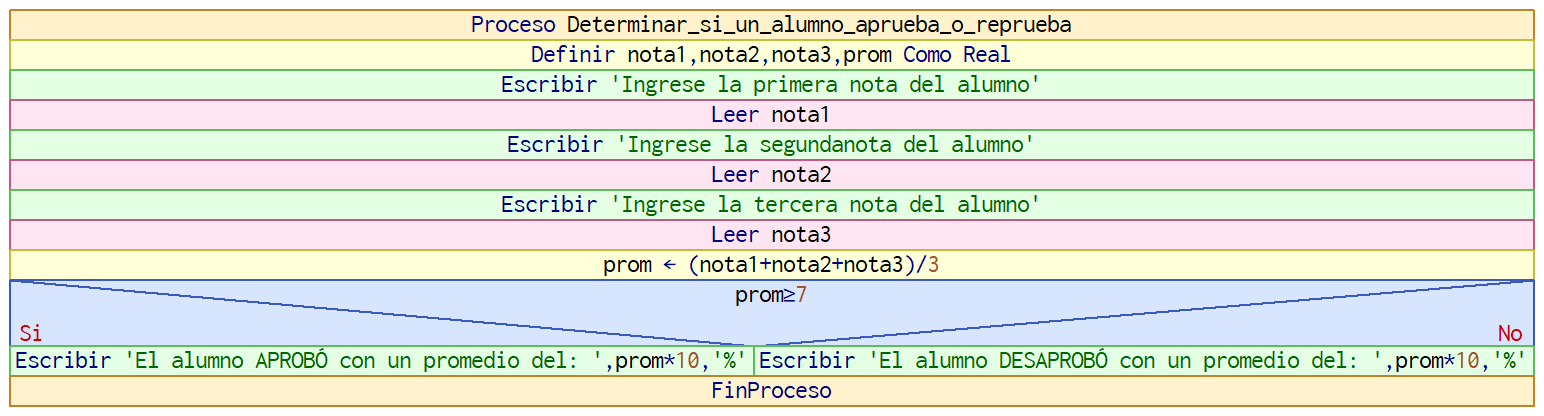 Proceso Determinar_si_un_alumno_aprueba_o_reprueba
Definir nota1,nota2,nota3,prom Como Real
Escribir 'Ingrese la primera nota del alumno'
Leer nota1
Escribir 'Ingrese la segundanota del alumno'
Leer nota2
Escribir 'Ingrese la tercera nota del alumno'
Leer nota3
prom ← (nota1+nota2+nota3)/3
prom≥7
Si
No
Escribir 'El alumno APROBÓ con un promedio del: ',prom*10,'%'
Escribir 'El alumno DESAPROBÓ con un promedio del: ',prom*10,'%'
FinProceso